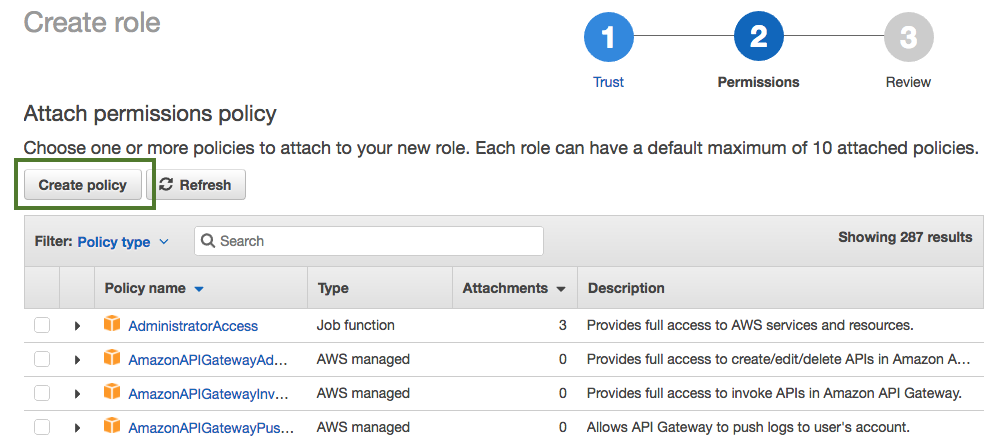 Create role
1 2 3
Trust Permissions Review
Attach permissions policy
Choose one or more policies to attach to your new role. Each role can have a default maximum of 10 attached policies.
Create policy Refresh
Filter: Policy type Search Showing 287 results
Policy name Type Attachments Description
AdministratorAccess Job function 3 Provides full access to AWS services and resources.
AmazonAPIGatewayAd... AWS managed 0 Provides full access to create/edit/delete APIs in Amazon A...
AmazonAPIGatewayInv... AWS managed 0 Provides full access to invoke APIs in Amazon API Gateway.
AmazonAPIGatewayPus... AWS managed 0 Allows API Gateway to push logs to user's account.